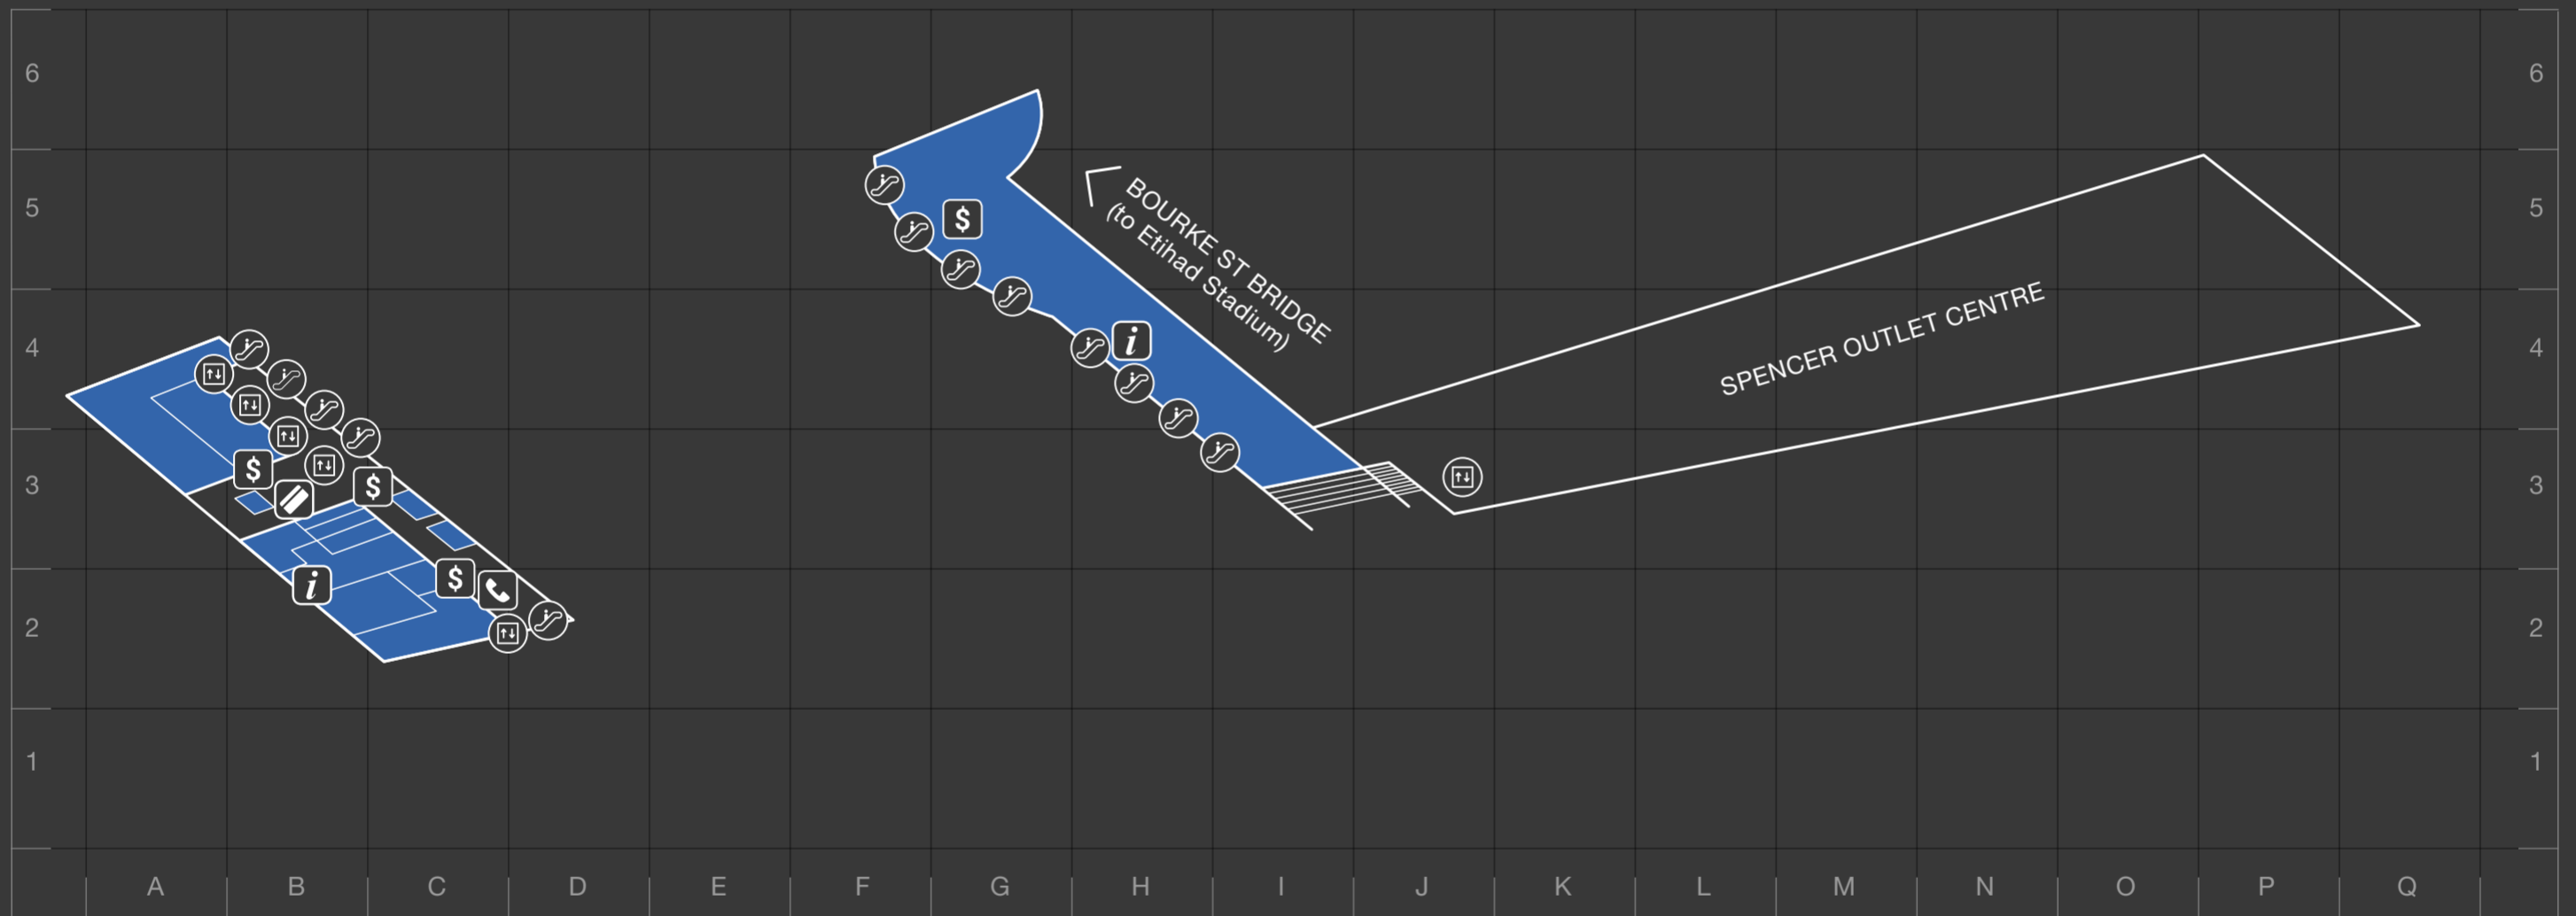 6 6
BOURKE ST BRIDGE
(to Etihad Stadium)
5 $ 5
SPENCER OUTLET CENTRE
4 i 4
3 $ $ 3
i $
2 2
1 1
A B C D E F G H I J K L M N O P Q